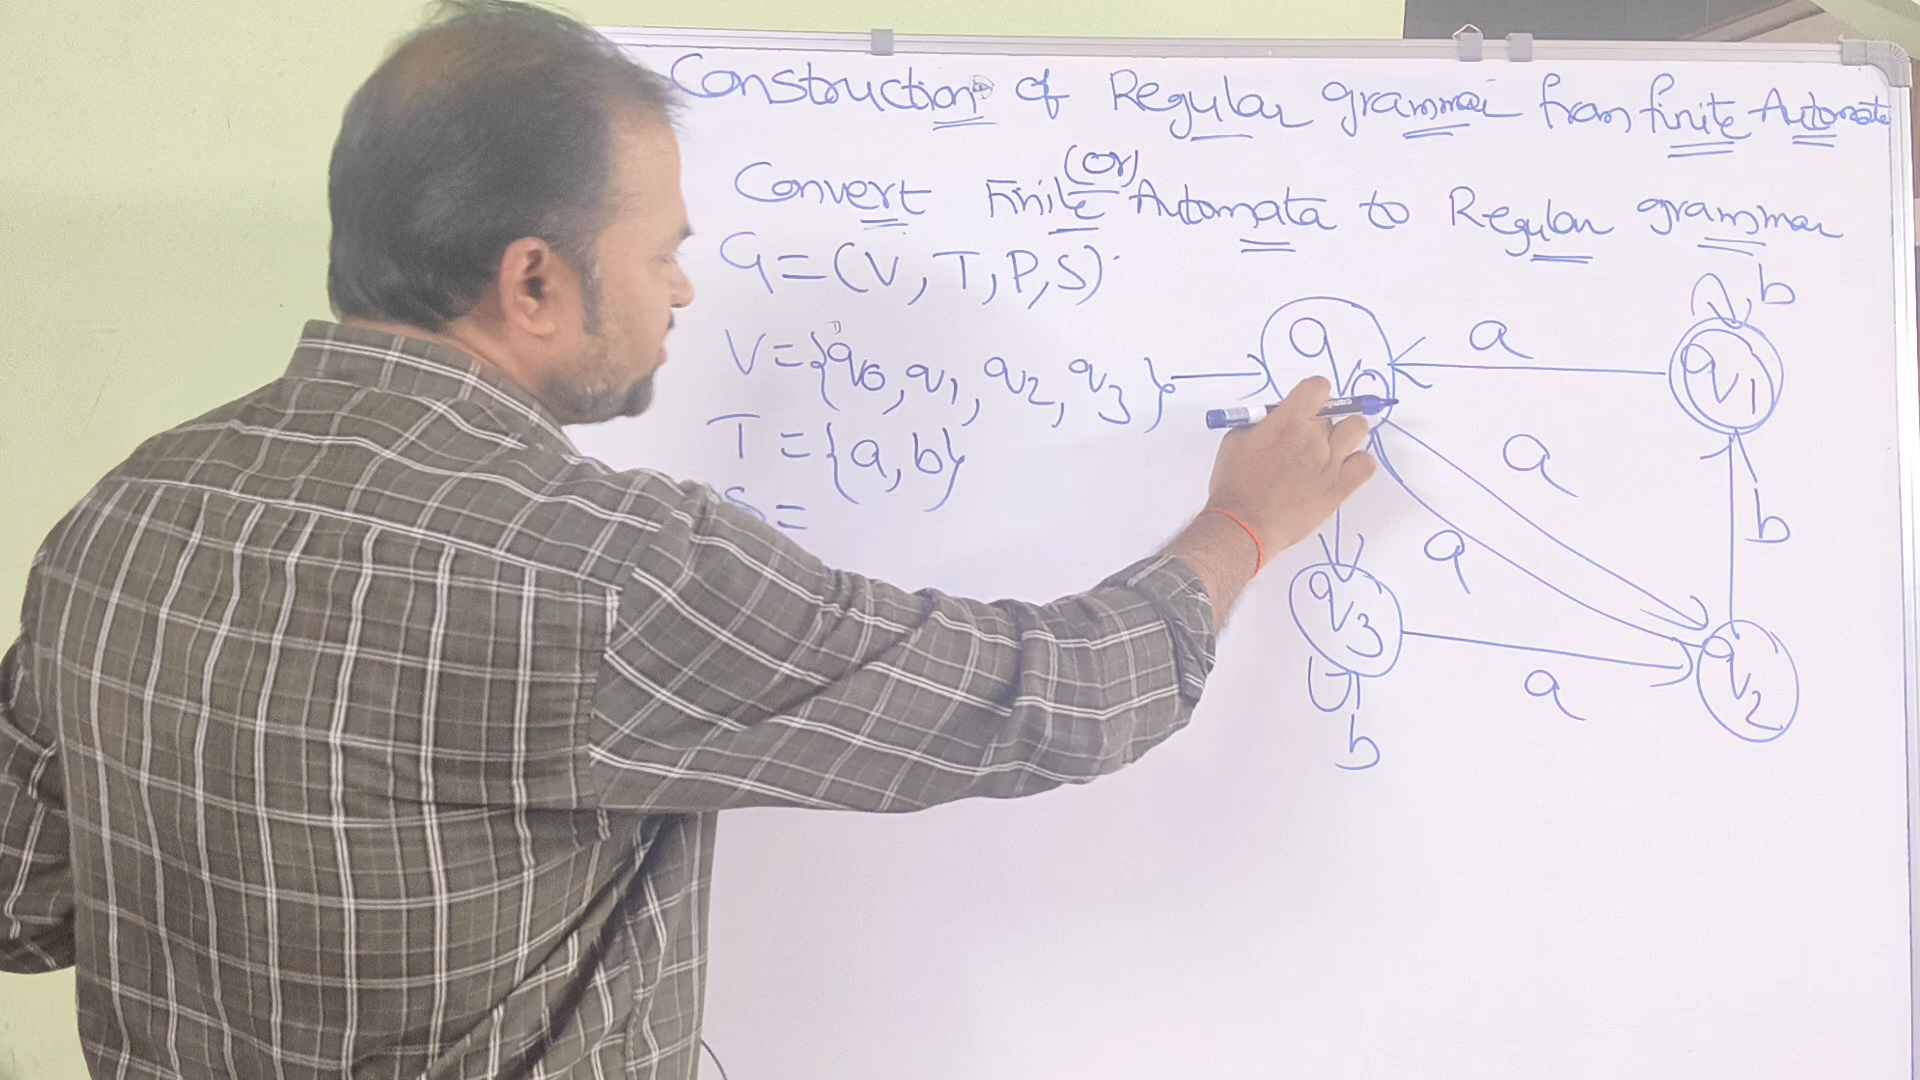 Construction of Regular grammar from finite Automata
(or)
Convert Finite Automata to Regular grammar
G=(V,T,P,S)
V={q0,q1,q2,q3}
T={a,b}
S=
q0
a
q1
b
a
a
b
q3
a
q2
b